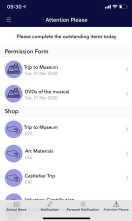 09:30
Attention Please
Please complete the outstanding items today
Permission Form
Trip to Museum
Tue, 31 Mar 2020
DVDs of the musical
Tue, 31 Mar 2020
Shop
Trip to Museum
Art Materials
Castlebar Trip
£15
Voluntary Contribution
School News
Notification
Personal Notification
Attention Please